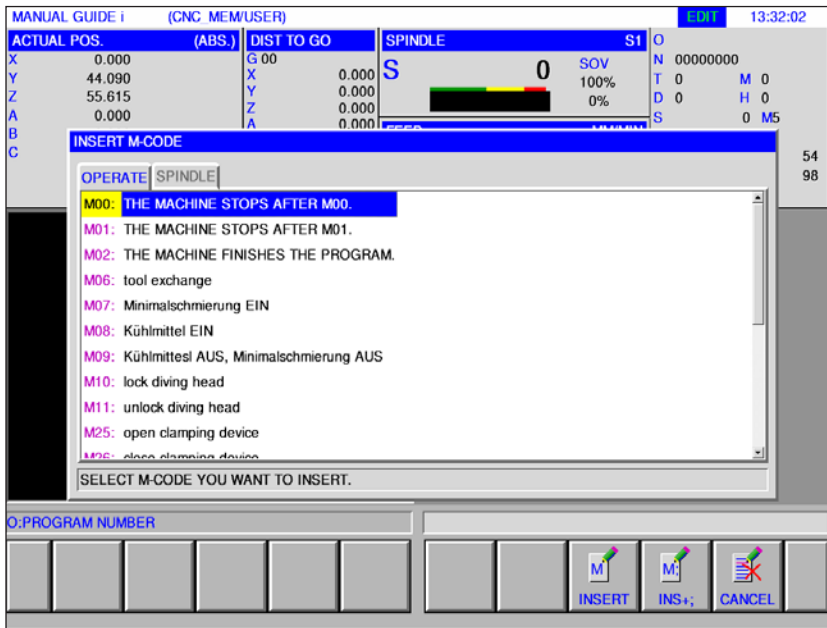 MANUAL GUIDE i (CNC_MEM/USER) EDIT 13:32:02
ACTUAL POS. (ABS.) DIST TO GO SPINDLE S1 O
X 0.000 G 00 S 0 SOV N 00000000
Y 44.090 X 0.000 100% T 0 M 0
Z 55.615 Y 0.000 0% D 0 H 0
A 0.000 Z 0.000 S 0 M5
B A 0.000
C 54
98
INSERT M-CODE
OPERATE SPINDLE
M00: THE MACHINE STOPS AFTER M00.
M01: THE MACHINE STOPS AFTER M01.
M02: THE MACHINE FINISHES THE PROGRAM.
M06: tool exchange
M07: Minimalschmierung EIN
M08: Kühlmittel EIN
M09: Kühlmittesl AUS, Minimalschmierung AUS
M10: lock diving head
M11: unlock diving head
M25: open clamping device
M26: close clamping device
SELECT M-CODE YOU WANT TO INSERT.
O:PROGRAM NUMBER
M M;
INSERT INS+; CANCEL